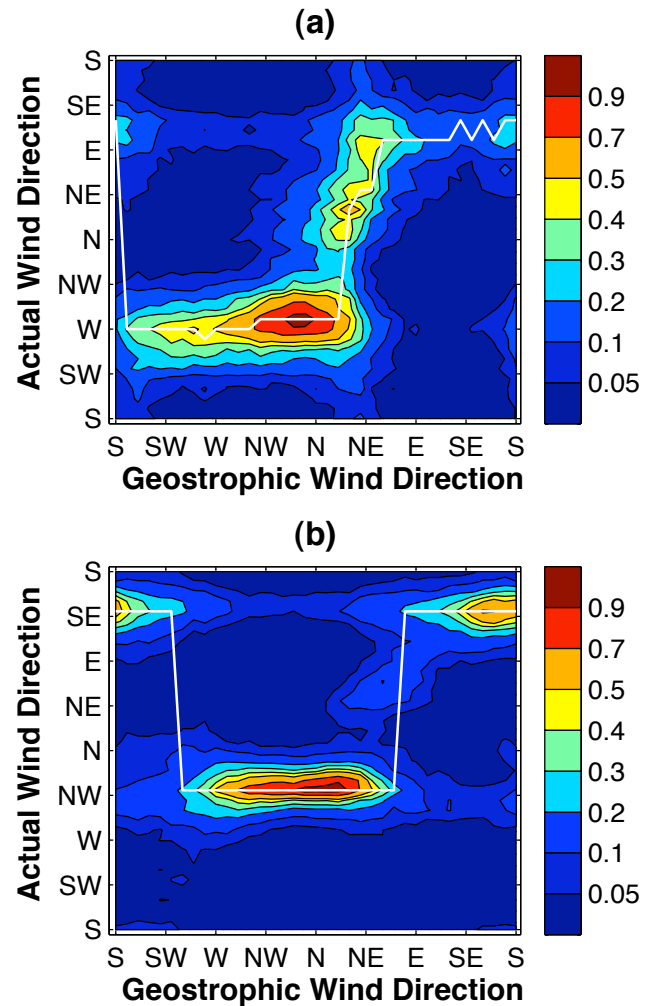 (a)
Actual Wind Direction
S
SE
E
NE
N
NW
W
SW
S
S SW W NW N NE E SE S
Geostrophic Wind Direction
0.9
0.7
0.5
0.4
0.3
0.2
0.1
0.05
(b)
Actual Wind Direction
S
SE
E
NE
N
NW
W
SW
S
S SW W NW N NE E SE S
Geostrophic Wind Direction
0.9
0.7
0.5
0.4
0.3
0.2
0.1
0.05